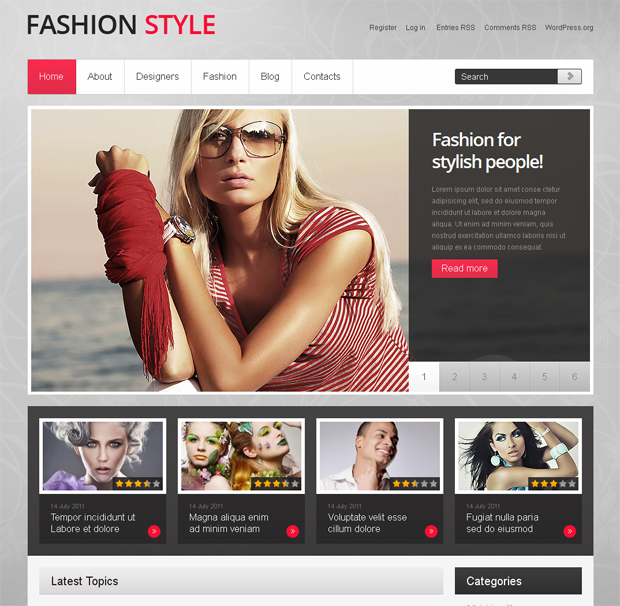 FASHION STYLE
Register Log in Entries RSS Comments RSS WordPress.org
Home About Designers Fashion Blog Contacts
Search
Fashion for
stylish people!
Lorem ipsum dolor sit amet conse ctetur
adipisicing elit, sed do eiusmod tempor
incididunt ut labore et dolore magna
aliqua. Ut enim ad minim veniam, quis
nostrud exercitation ullamco laboris nisi ut
aliquip ex ea commodo consequat.
Read more
1 2 3 4 5 6
14 July 2011
Tempor incididunt ut
Labore et dolore
14 July 2011
Magna aliqua enim
ad minim veniam
14 July 2011
Voluptate velit esse
cillum dolore
14 July 2011
Fugiat nulla paria
sed do eiusmod
Latest Topics
Categories